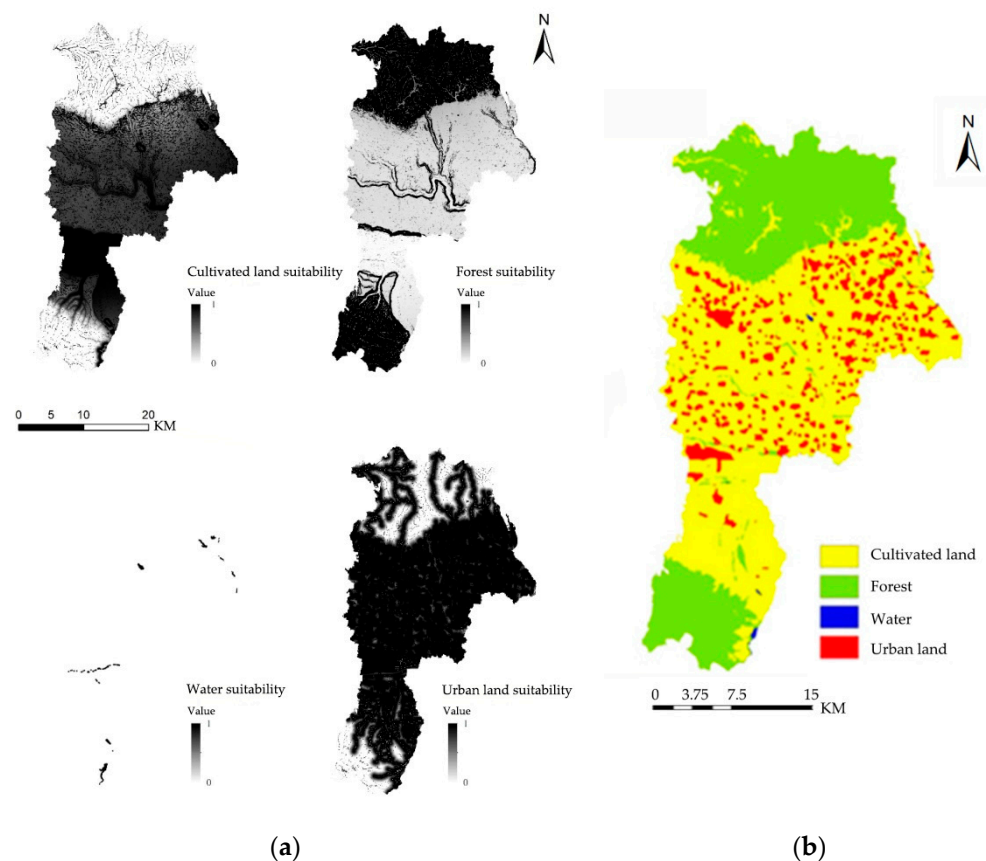 N
Cultivated land suitability
Value
1
0
Forest suitability
Value
1
0
0 5 10 20
KM
Water suitability
Value
1
0
Urban land suitability
Value
1
0
(a)
N
Cultivated land
Forest
Water
Urban land
0 3.75 7.5 15
KM
(b)